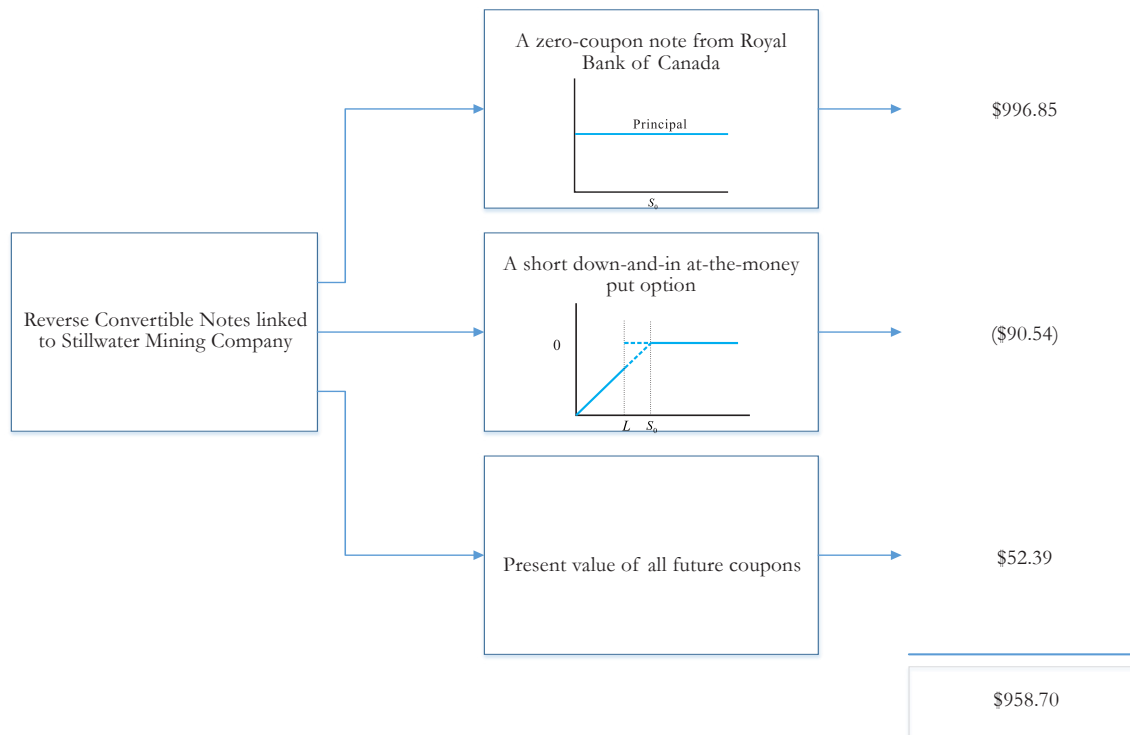 A zero-coupon note from Royal
Bank of Canada
Principal
S₀
$996.85
Reverse Convertible Notes linked
to Stillwater Mining Company
A short down-and-in at-the-money
put option
0
L S₀
($90.54)
Present value of all future coupons
$52.39
$958.70